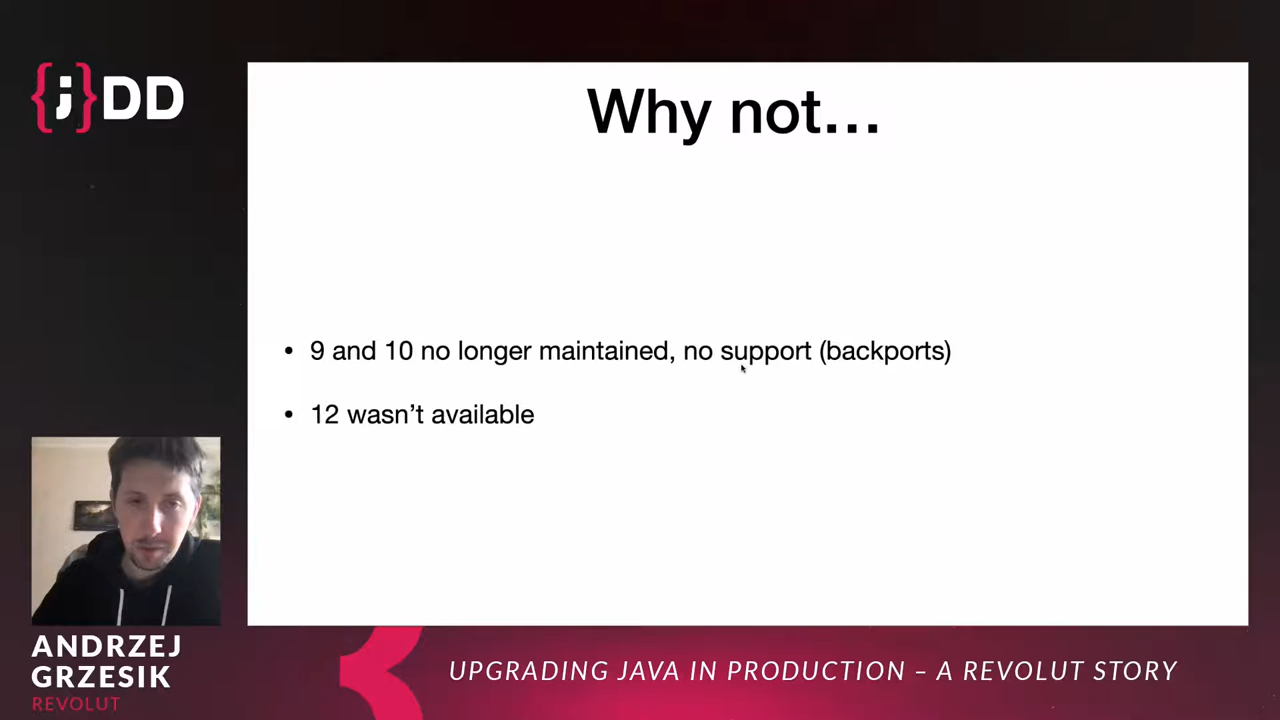 {;}DD
Why not...
• 9 and 10 no longer maintained, no support (backports)
• 12 wasn’t available
ANDRZEJ
GRZESIK
REVOLUT
UPGRADING JAVA IN PRODUCTION – A REVOLUT STORY